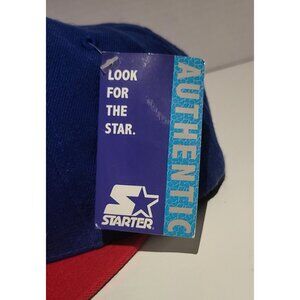 LOOK
FOR
THE
STAR.
STARTER
AUTHENTIC